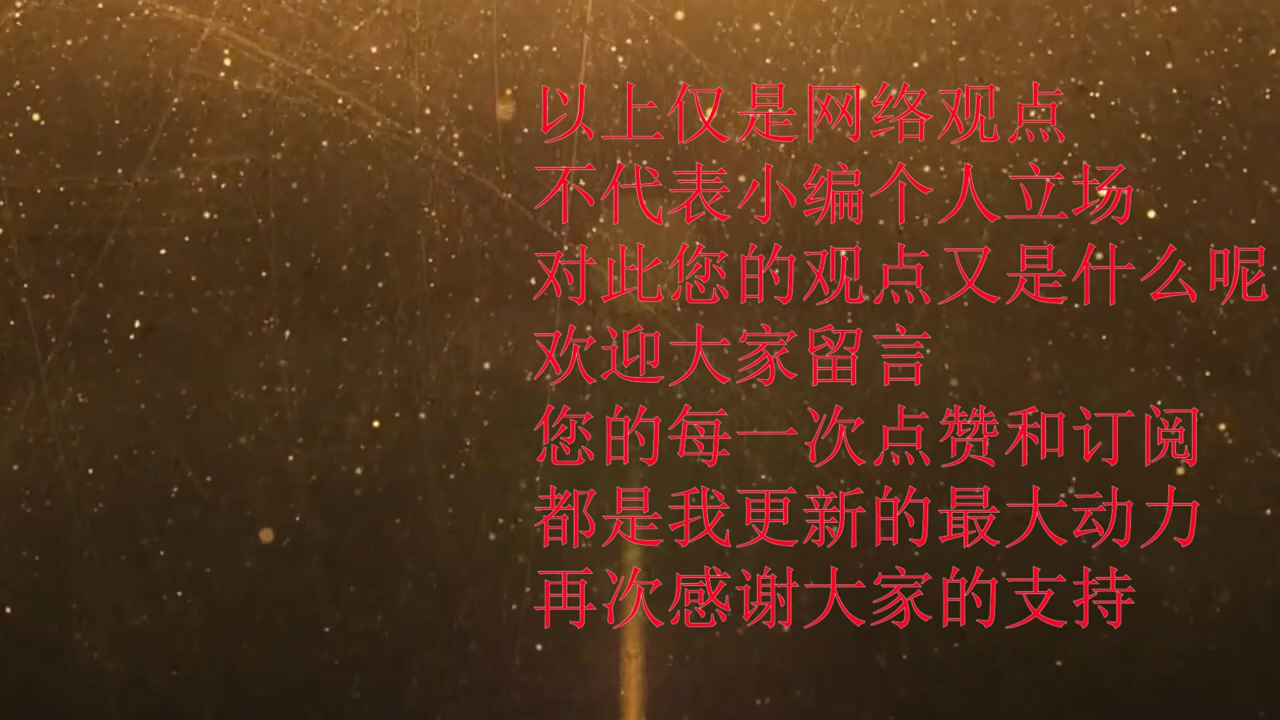 以上仅是网络观点
不代表小编个人立场
对此您的观点又是什么呢
欢迎大家留言
您的每一次点赞和订阅
都是我更新的最大动力
再次感谢大家的支持